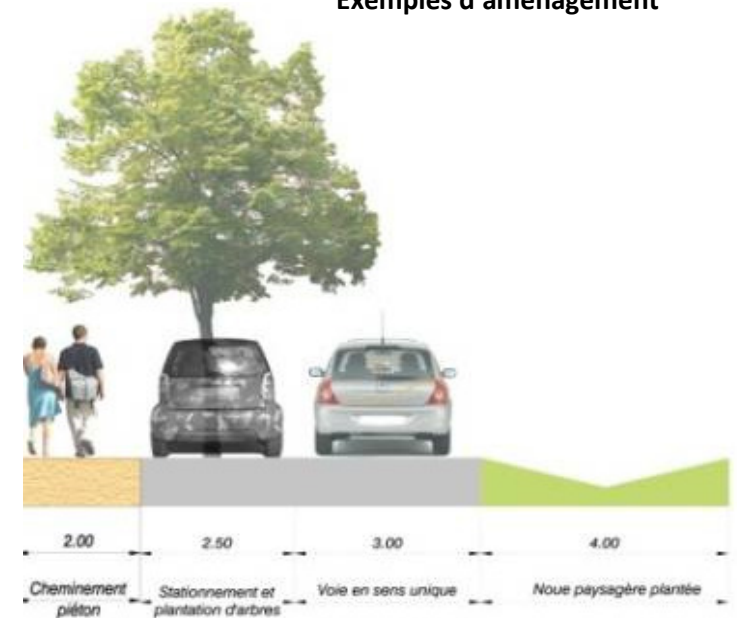 Exemples d'aménagement
2.00
2.50
3.00
4.00
Cheminement
piéton
Stationnement et
plantation d'arbres
Voie en sens unique
Noue paysagère plantée